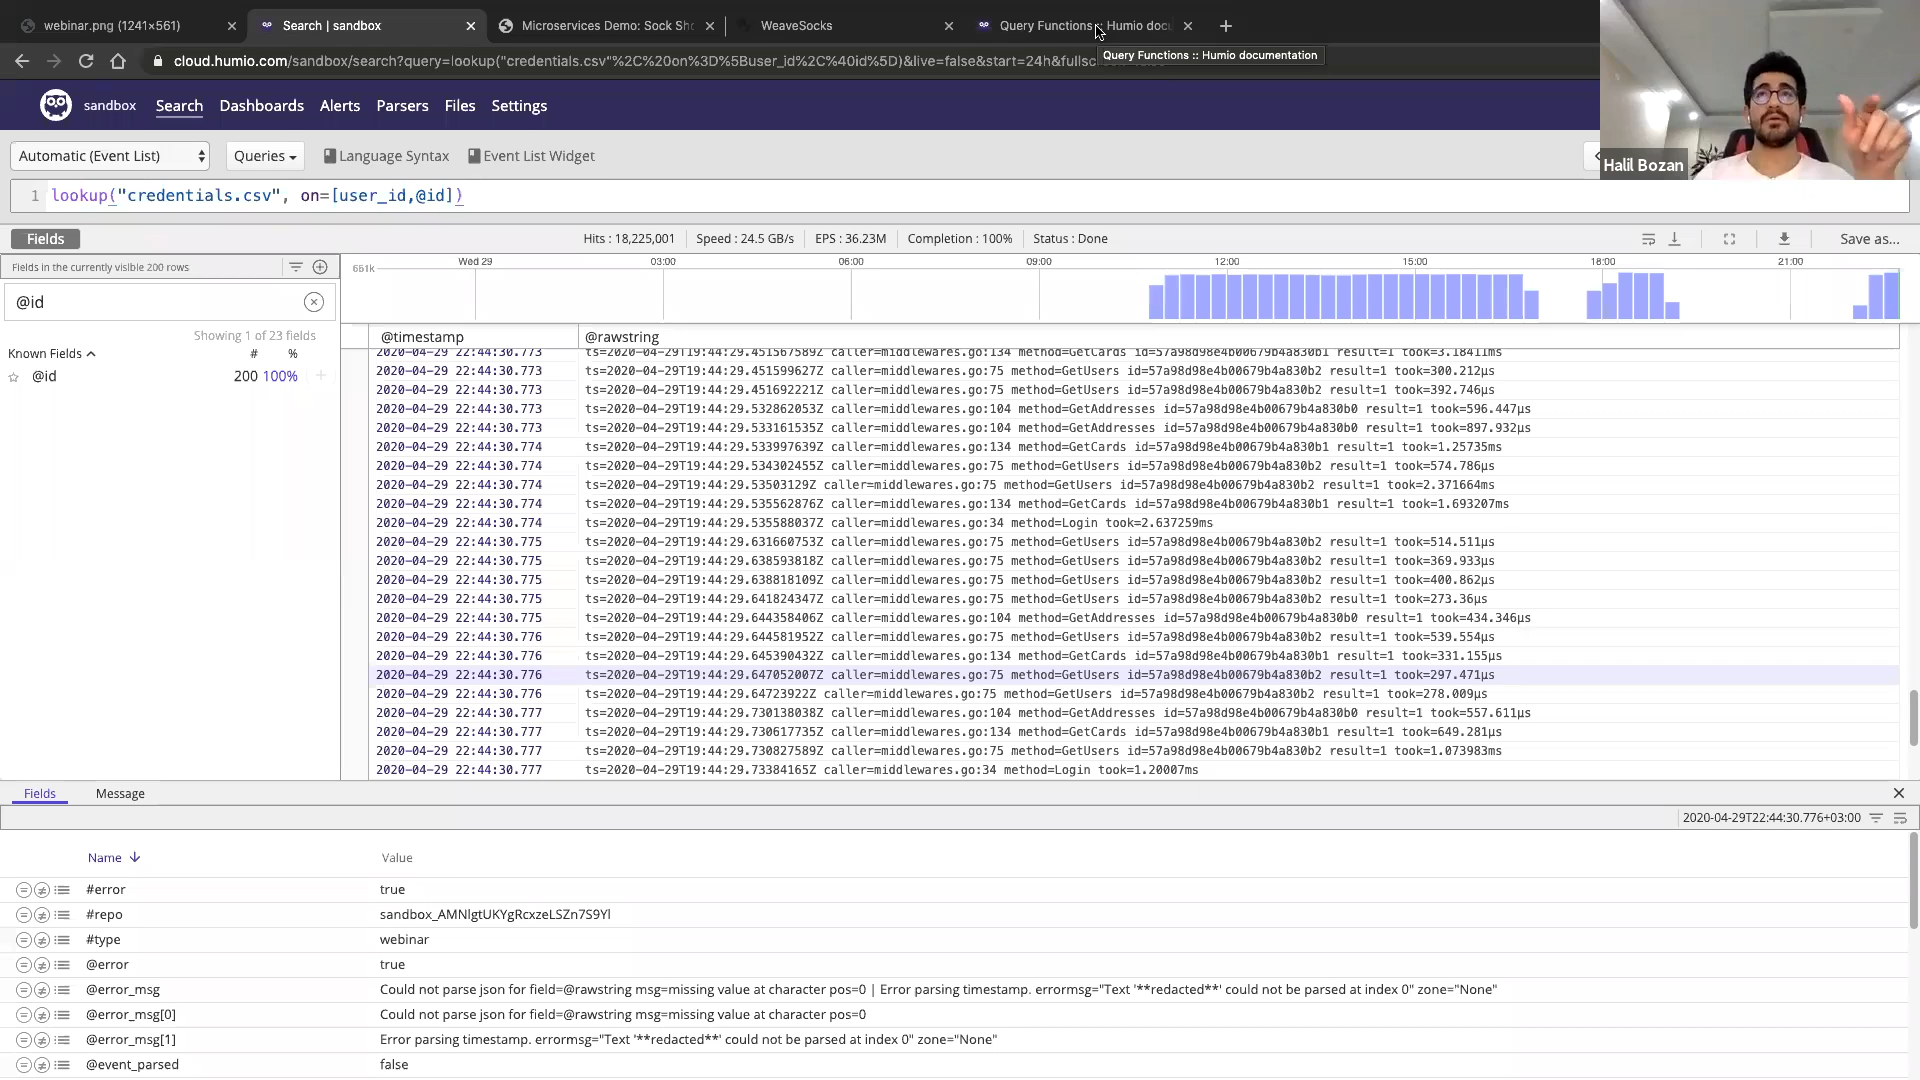 webinar.png (1241×561)
Search | sandbox
Microservices Demo: Sock Sho
WeaveSocks
Query Functions :: Humio docu
cloud.humio.com/sandbox/search?query=lookup("credentials.csv"%2C%20on%3D%5Buser_id%2C%40id%5D)&live=false&start=24h&fullscreen=false
Query Functions :: Humio documentation
sandbox Search Dashboards Alerts Parsers Files Settings
Automatic (Event List) Queries Language Syntax Event List Widget
Halil Bozan
1 lookup("credentials.csv", on=[user_id,@id])
Fields Hits : 18,225,001 Speed : 24.5 GB/s EPS : 36.23M Completion : 100% Status : Done Save as...
Fields in the currently visible 200 rows
651k Wed 29 03:00 06:00 09:00 12:00 15:00 18:00 21:00
@id
Showing 1 of 23 fields
Known Fields # %
@id 200 100%
@timestamp @rawstring
2020-04-29 22:44:30.773 ts=2020-04-29T19:44:29.451567589Z caller=middlewares.go:134 method=GetCards id=57a98d98e4b00679b4a830b1 result=1 took=3.18411ms
2020-04-29 22:44:30.773 ts=2020-04-29T19:44:29.451599627Z caller=middlewares.go:75 method=GetUsers id=57a98d98e4b00679b4a830b2 result=1 took=300.212µs
2020-04-29 22:44:30.773 ts=2020-04-29T19:44:29.451692221Z caller=middlewares.go:75 method=GetUsers id=57a98d98e4b00679b4a830b2 result=1 took=392.746µs
2020-04-29 22:44:30.773 ts=2020-04-29T19:44:29.532862053Z caller=middlewares.go:104 method=GetAddresses id=57a98d98e4b00679b4a830b0 result=1 took=596.447µs
2020-04-29 22:44:30.773 ts=2020-04-29T19:44:29.533161535Z caller=middlewares.go:104 method=GetAddresses id=57a98d98e4b00679b4a830b0 result=1 took=897.932µs
2020-04-29 22:44:30.774 ts=2020-04-29T19:44:29.533997639Z caller=middlewares.go:134 method=GetCards id=57a98d98e4b00679b4a830b1 result=1 took=1.25735ms
2020-04-29 22:44:30.774 ts=2020-04-29T19:44:29.534302455Z caller=middlewares.go:75 method=GetUsers id=57a98d98e4b00679b4a830b2 result=1 took=574.786µs
2020-04-29 22:44:30.774 ts=2020-04-29T19:44:29.53503129Z caller=middlewares.go:75 method=GetUsers id=57a98d98e4b00679b4a830b2 result=1 took=2.371664ms
2020-04-29 22:44:30.774 ts=2020-04-29T19:44:29.535562876Z caller=middlewares.go:134 method=GetCards id=57a98d98e4b00679b4a830b1 result=1 took=1.693207ms
2020-04-29 22:44:30.774 ts=2020-04-29T19:44:29.535588037Z caller=middlewares.go:34 method=Login took=2.637259ms
2020-04-29 22:44:30.775 ts=2020-04-29T19:44:29.631660753Z caller=middlewares.go:75 method=GetUsers id=57a98d98e4b00679b4a830b2 result=1 took=514.511µs
2020-04-29 22:44:30.775 ts=2020-04-29T19:44:29.638593818Z caller=middlewares.go:75 method=GetUsers id=57a98d98e4b00679b4a830b2 result=1 took=369.933µs
2020-04-29 22:44:30.775 ts=2020-04-29T19:44:29.638818109Z caller=middlewares.go:75 method=GetUsers id=57a98d98e4b00679b4a830b2 result=1 took=400.862µs
2020-04-29 22:44:30.775 ts=2020-04-29T19:44:29.641824347Z caller=middlewares.go:75 method=GetUsers id=57a98d98e4b00679b4a830b2 result=1 took=273.36µs
2020-04-29 22:44:30.775 ts=2020-04-29T19:44:29.644358406Z caller=middlewares.go:104 method=GetAddresses id=57a98d98e4b00679b4a830b0 result=1 took=434.346µs
2020-04-29 22:44:30.776 ts=2020-04-29T19:44:29.644581952Z caller=middlewares.go:75 method=GetUsers id=57a98d98e4b00679b4a830b2 result=1 took=539.554µs
2020-04-29 22:44:30.776 ts=2020-04-29T19:44:29.645390432Z caller=middlewares.go:134 method=GetCards id=57a98d98e4b00679b4a830b1 result=1 took=331.155µs
2020-04-29 22:44:30.776 ts=2020-04-29T19:44:29.647052007Z caller=middlewares.go:75 method=GetUsers id=57a98d98e4b00679b4a830b2 result=1 took=297.471µs
2020-04-29 22:44:30.776 ts=2020-04-29T19:44:29.64723922Z caller=middlewares.go:75 method=GetUsers id=57a98d98e4b00679b4a830b2 result=1 took=278.009µs
2020-04-29 22:44:30.777 ts=2020-04-29T19:44:29.730138038Z caller=middlewares.go:104 method=GetAddresses id=57a98d98e4b00679b4a830b0 result=1 took=557.611µs
2020-04-29 22:44:30.777 ts=2020-04-29T19:44:29.730617735Z caller=middlewares.go:134 method=GetCards id=57a98d98e4b00679b4a830b1 result=1 took=649.281µs
2020-04-29 22:44:30.777 ts=2020-04-29T19:44:29.730827589Z caller=middlewares.go:75 method=GetUsers id=57a98d98e4b00679b4a830b2 result=1 took=1.073983ms
2020-04-29 22:44:30.777 ts=2020-04-29T19:44:29.73384165Z caller=middlewares.go:34 method=Login took=1.20007ms
Fields Message
2020-04-29T22:44:30.776+03:00
Name Value
#error true
#repo sandbox_AMNlgtUKYgRcxzeLSZn7S9Yl
#type webinar
@error true
@error_msg Could not parse json for field=@rawstring msg=missing value at character pos=0 | Error parsing timestamp. errormsg="Text '**redacted**' could not be parsed at index 0" zone="None"
@error_msg[0] Could not parse json for field=@rawstring msg=missing value at character pos=0
@error_msg[1] Error parsing timestamp. errormsg="Text '**redacted**' could not be parsed at index 0" zone="None"
@event_parsed false